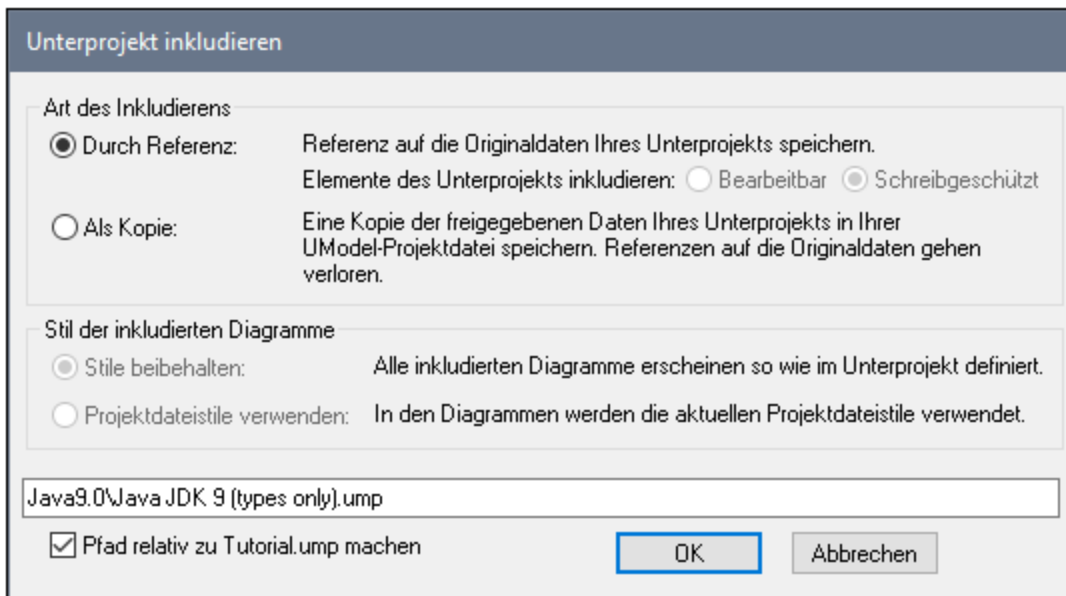 Unterprojekt inkludieren
Art des Inkludierens
Durch Referenz: Referenz auf die Originaldaten Ihres Unterprojekts speichern.
Elemente des Unterprojekts inkludieren: Bearbeitbar Schreibgeschützt
Als Kopie: Eine Kopie der freigegebenen Daten Ihres Unterprojekts in Ihrer
UModel-Projektdatei speichern. Referenzen auf die Originaldaten gehen
verloren.
Stil der inkludierten Diagramme
Stile beibehalten: Alle inkludierten Diagramme erscheinen so wie im Unterprojekt definiert.
Projektdateistile verwenden: In den Diagrammen werden die aktuellen Projektdateistile verwendet.
Java9.0\Java JDK 9 (types only).ump
Pfad relativ zu Tutorial.ump machen
OK Abbrechen